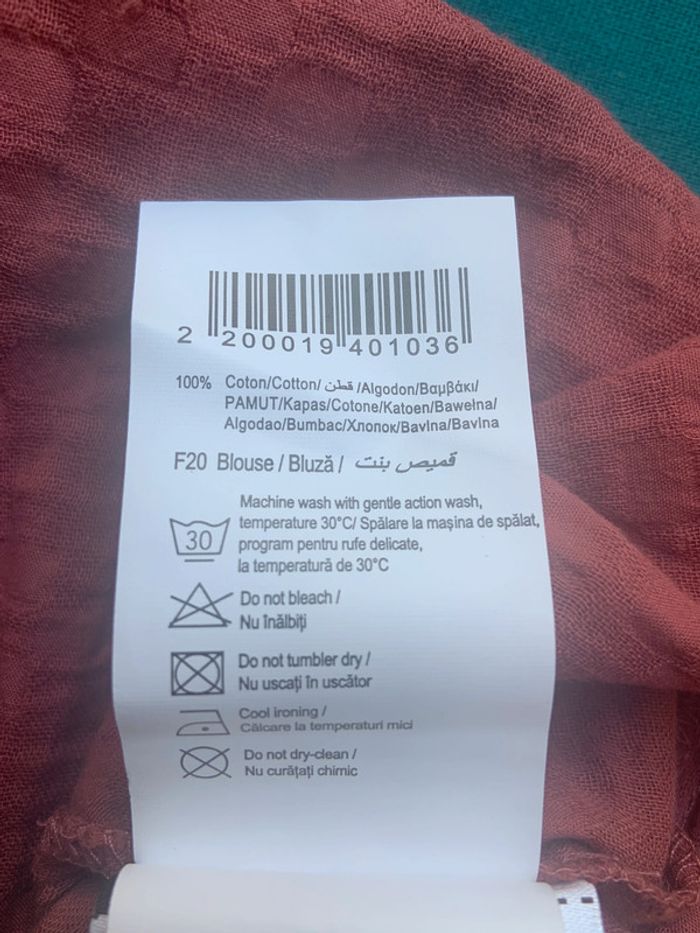 2 200019 401036
100% Coton/Cotton/ قطن /Algodon/Βαμβάκι/
PAMUT/Kapas/Cotone/Katoen/Bawełna/
Algodao/Bumbac/Хлопок/Bavlna/Bavlna
F20 Blouse / Bluză / قميص بنت
Machine wash with gentle action wash,
temperature 30°C/ Spălare la mașina de spălat,
30 program pentru rufe delicate,
la temperatură de 30°C
Do not bleach /
Nu înălbiți
Do not tumbler dry /
Nu uscați în uscător
Cool ironing /
Călcare la temperaturi mici
Do not dry-clean /
Nu curățați chimic